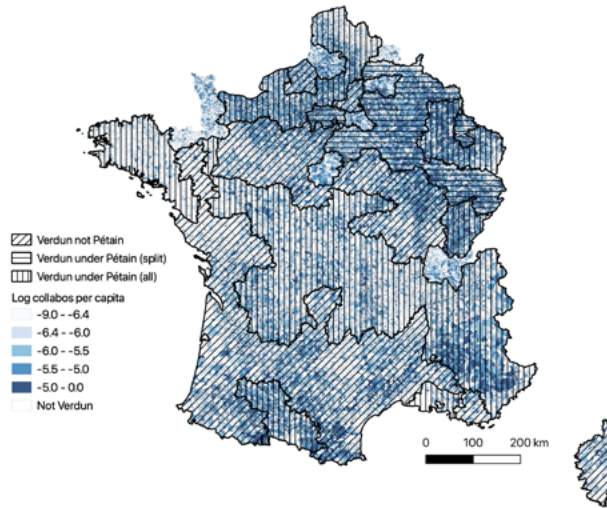 Verdun not Pétain
Verdun under Pétain (split)
Verdun under Pétain (all)
Log collabos per capita
-9.0 - -6.4
-6.4 - -6.0
-6.0 - -5.5
-5.5 - -5.0
-5.0 - 0.0
Not Verdun
0 100 200 km